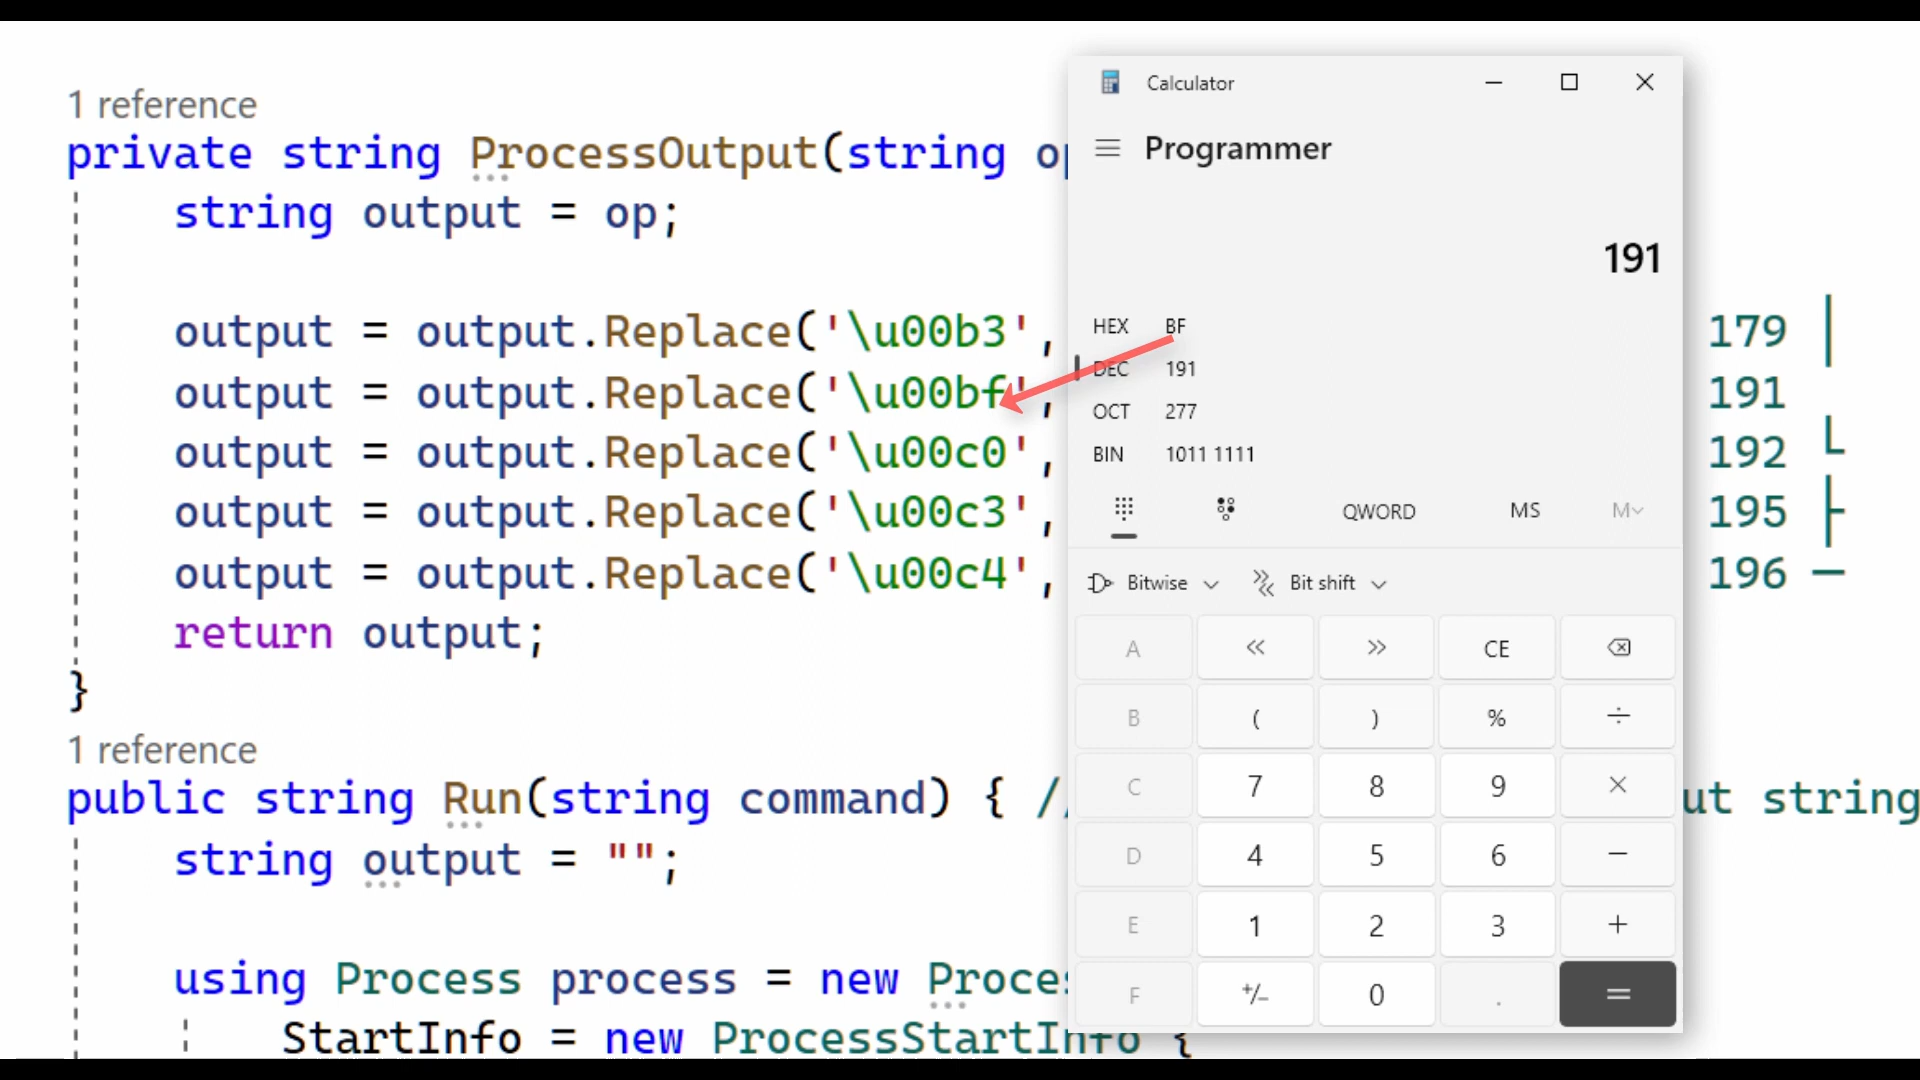 1 reference
private string ProcessOutput(string op
string output = op;
output = output.Replace('\u00b3', 179 │
output = output.Replace('\u00bf', 191
output = output.Replace('\u00c0', 192 └
output = output.Replace('\u00c3', 195 ├
output = output.Replace('\u00c4', 196 ─
return output;
}
1 reference
public string Run(string command) { // ut string
string output = "";
using Process process = new Proces
StartInfo = new ProcessStartInfo {
Calculator
Programmer
191
HEX BF
DEC 191
OCT 277
BIN 1011 1111
QWORD MS M
Bitwise Bit shift
A « » CE
B ( ) % ÷
C 7 8 9 ×
D 4 5 6 −
E 1 2 3 +
F +/− 0 . =